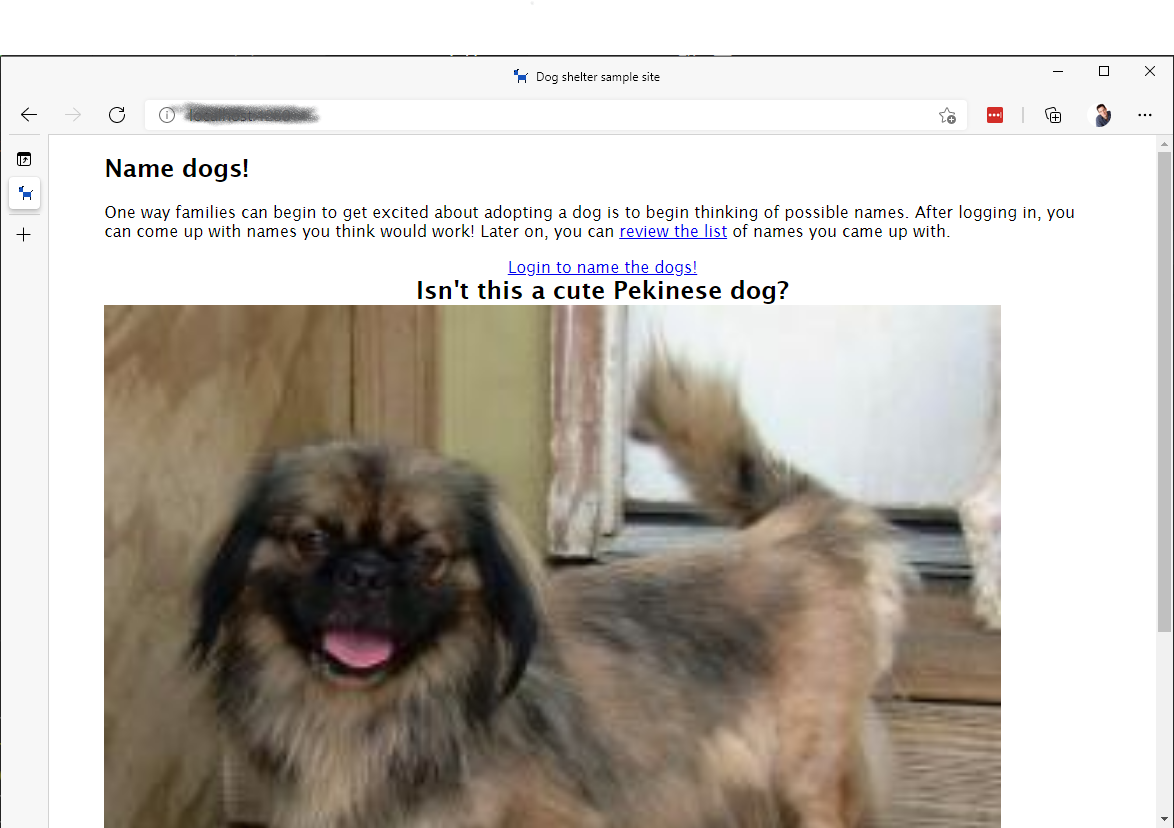 Dog shelter sample site
Name dogs!
One way families can begin to get excited about adopting a dog is to begin thinking of possible names. After logging in, you
can come up with names you think would work! Later on, you can review the list of names you came up with.
Login to name the dogs!
Isn't this a cute Pekinese dog?